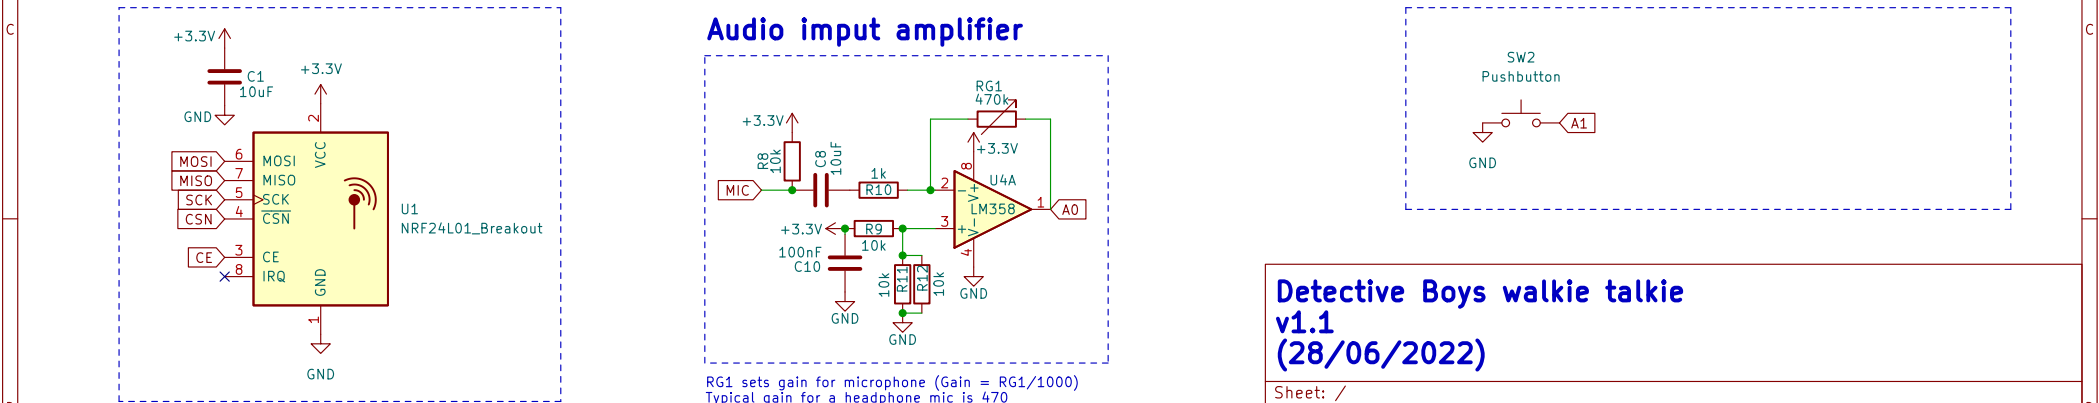 C
+3.3V
C1
10uF
GND
+3.3V
2
VCC
MOSI 6 MOSI
MISO 7 MISO
SCK 5 SCK
CSN 4 CSN
CE 3 CE
8 IRQ
GND
1
GND
U1
NRF24L01_Breakout
Audio imput amplifier
RG1
470k
+3.3V
R8
10k
C8
10uF
+3.3V
8
MIC
1k
R10
2
U4A
-
V+
LM358
1
A0
+3.3V
R9
10k
3
+
V-
4
100nF
C10
GND
10k
R11
R12
10k
GND
GND
RG1 sets gain for microphone (Gain = RG1/1000)
Typical gain for a headphone mic is 470
SW2
Pushbutton
A1
GND
C
Detective Boys walkie talkie
v1.1
(28/06/2022)
Sheet: /